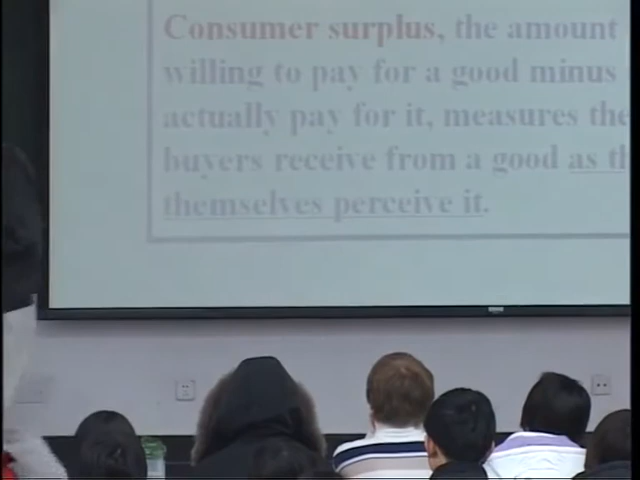 Consumer surplus, the amount
willing to pay for a good minus
actually pay for it, measures the
buyers receive from a good as th
themselves perceive it.